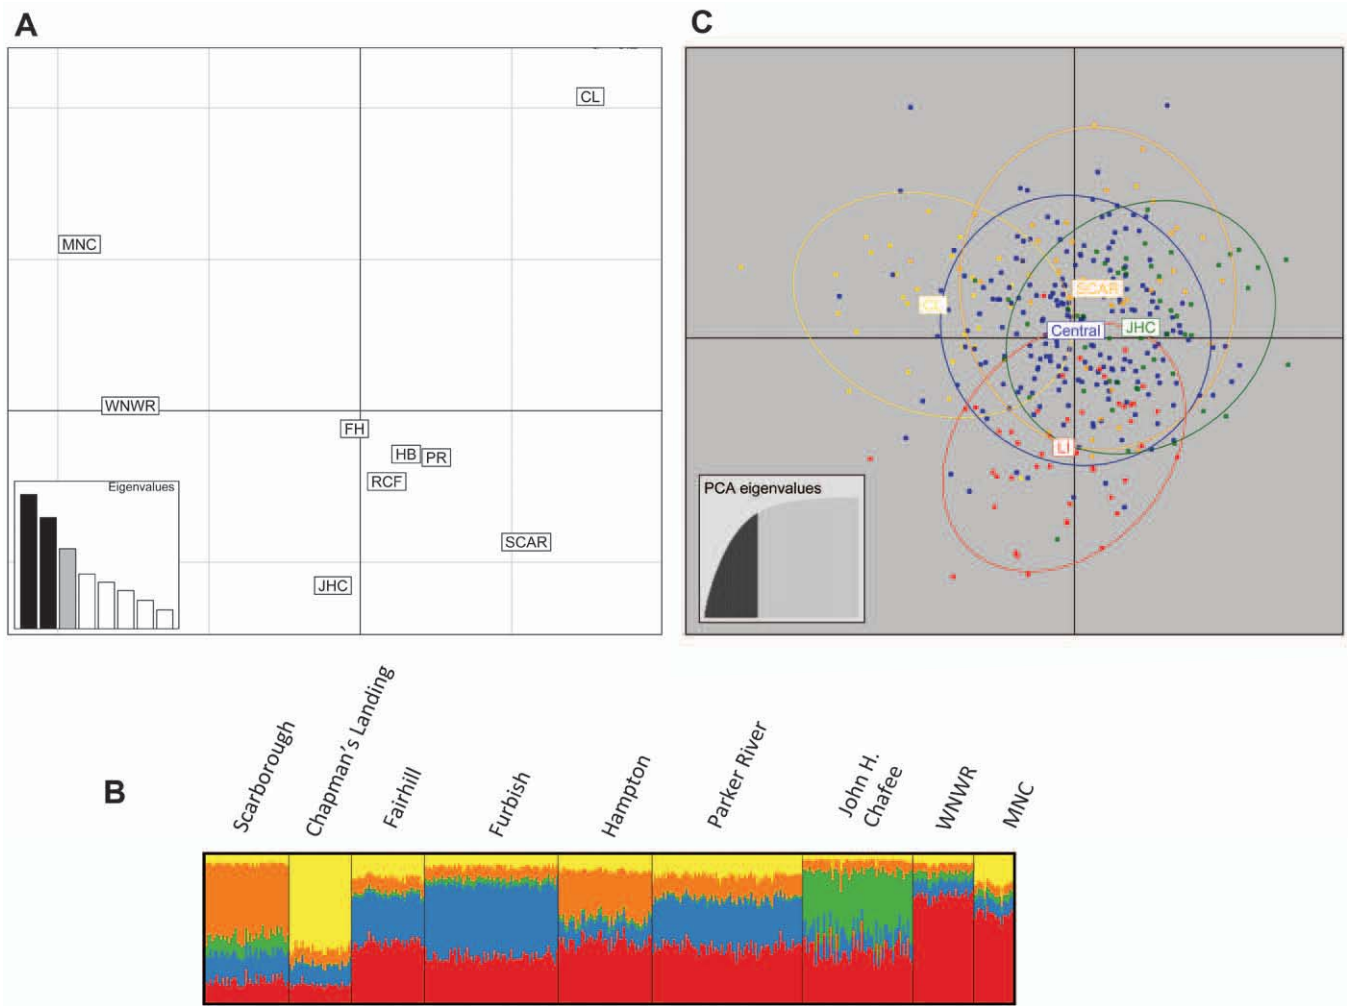 A
C
CL
MNC
WNWR
FH
HB
PR
RCF
SCAR
JHC
Eigenvalues
SCAR
Central
JHC
LI
PCA eigenvalues
B
Scarborough
Chapman's Landing
Fairhill
Furbish
Hampton
Parker River
John H.
Chafee
WNWR
MNC